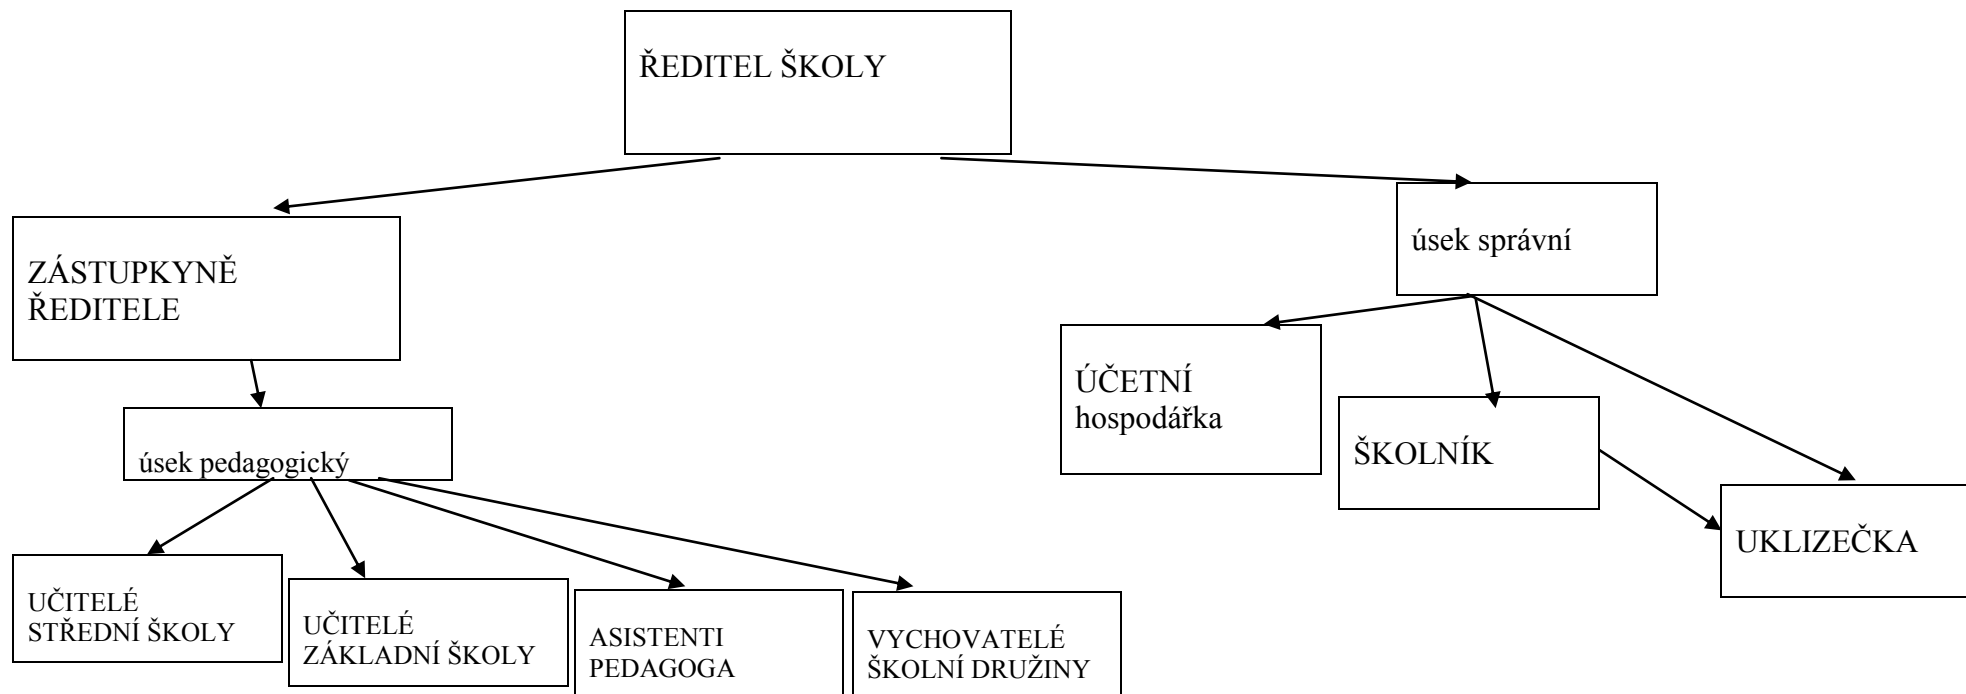 ŘEDITEL ŠKOLY
ZÁSTUPKYNĚ
ŘEDITELE
úsek správní
ÚČETNÍ
hospodářka
ŠKOLNÍK
UKLIZEČKA
úsek pedagogický
UČITELÉ
STŘEDNÍ ŠKOLY
UČITELÉ
ZÁKLADNÍ ŠKOLY
ASISTENTI
PEDAGOGA
VYCHOVATELÉ
ŠKOLNÍ DRUŽINY